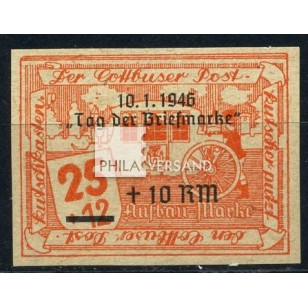 Der Cottbuser Post.
10.1.1946
„Tag der Briefmarke“
PHILA VERSAND
25
+ 12
+ 10 RM
Aufbau-Marke
Den Cottbuser Post.